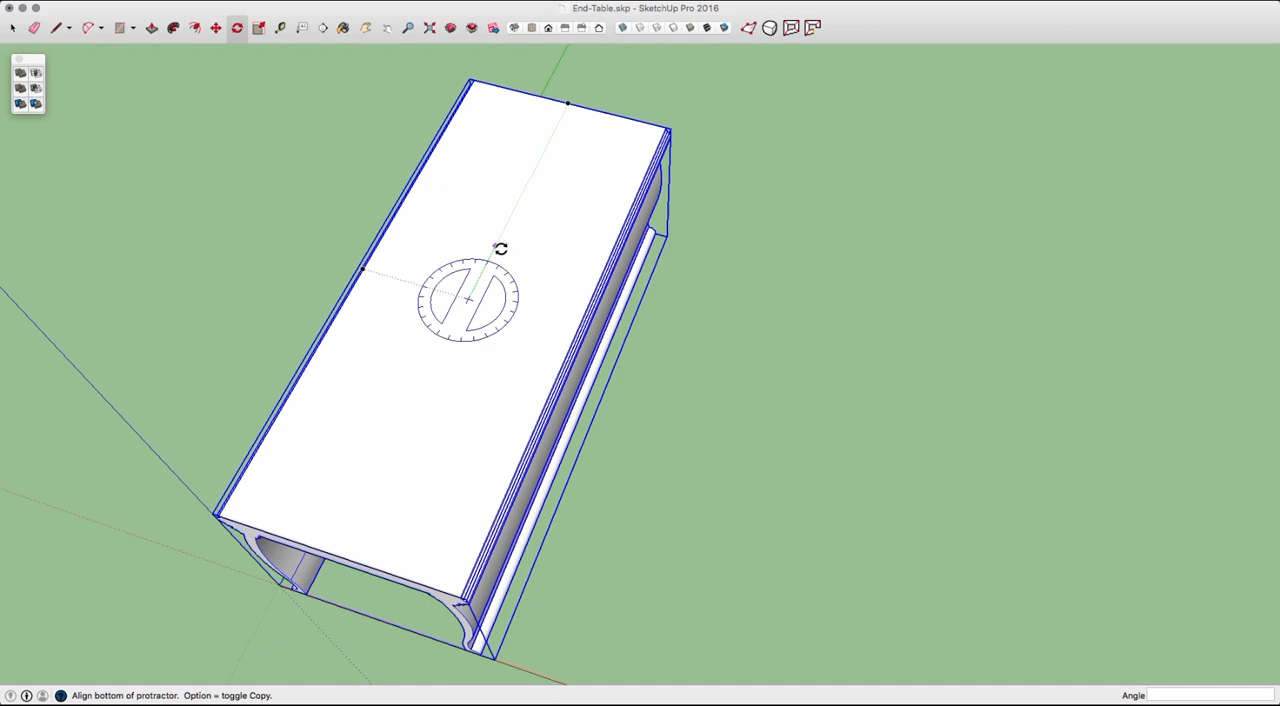 End-Table.skp - SketchUp Pro 2016
Align bottom of protractor. Option = toggle Copy.
Angle